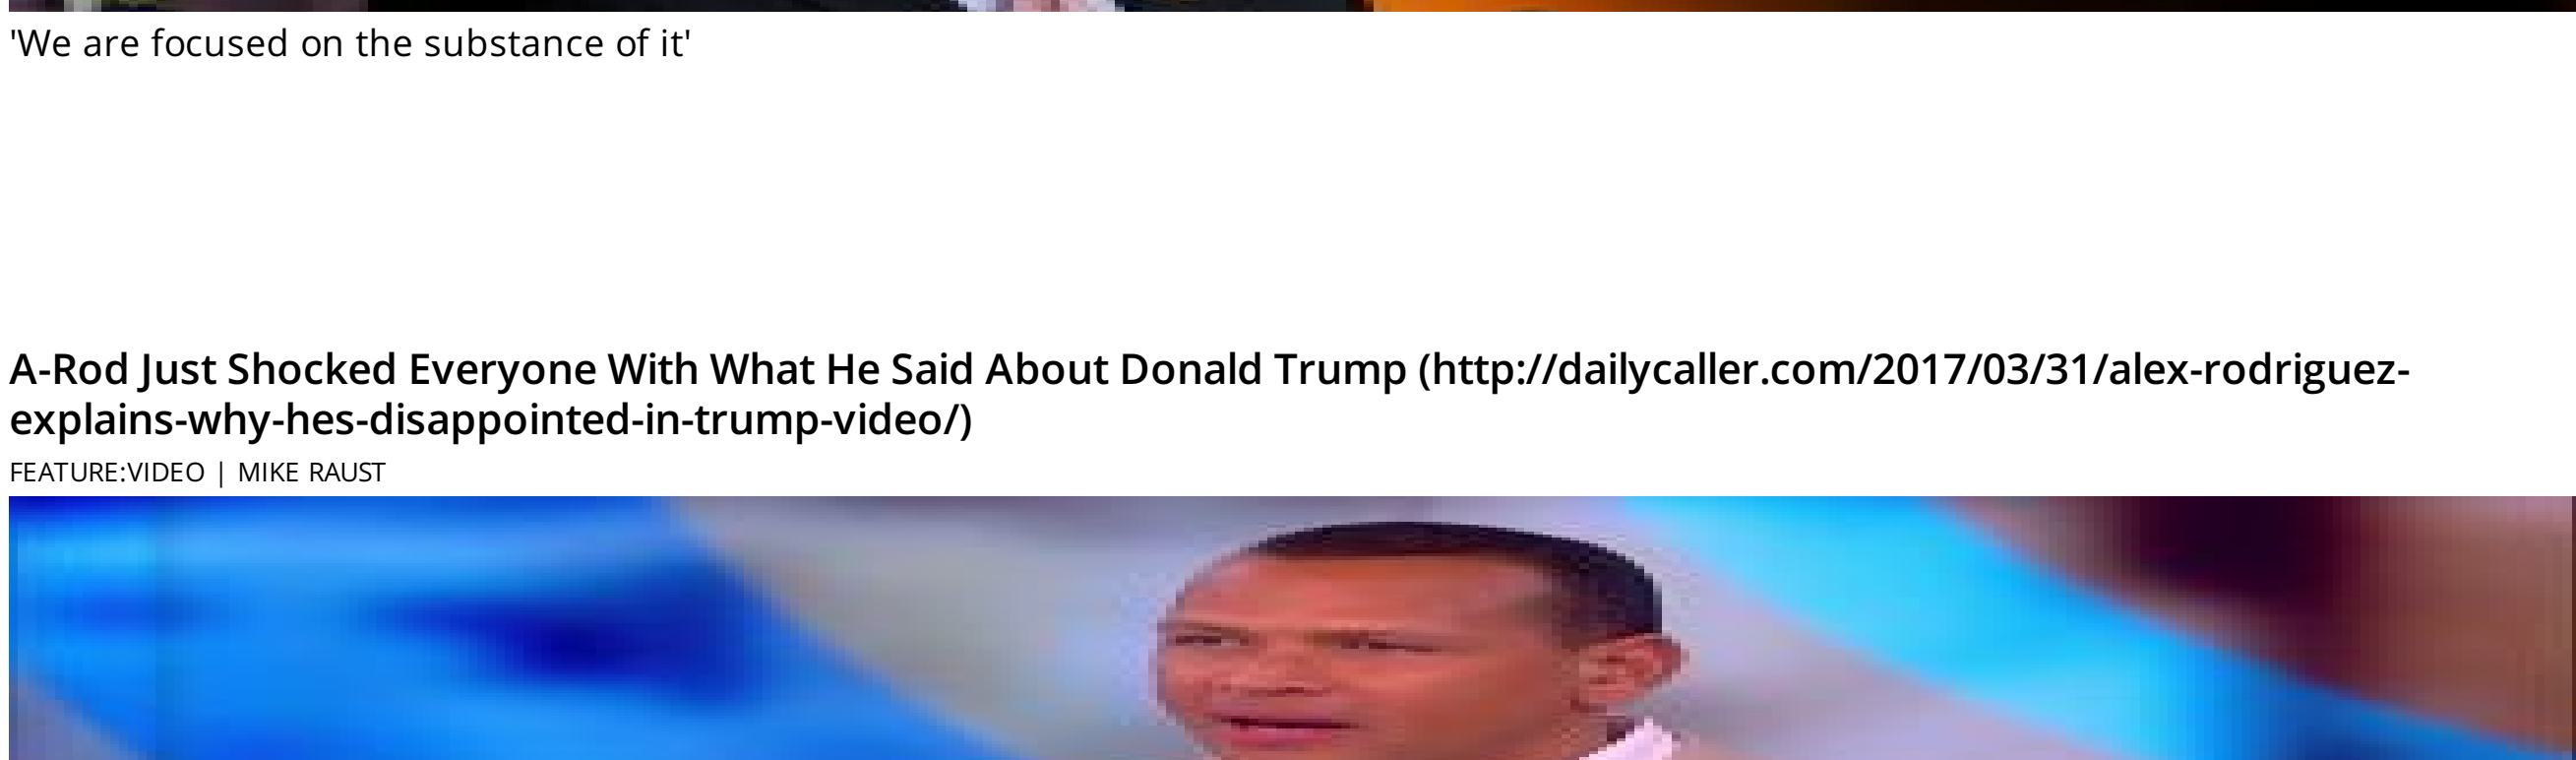 'We are focused on the substance of it'
A-Rod Just Shocked Everyone With What He Said About Donald Trump (http://dailycaller.com/2017/03/31/alex-rodriguez-
explains-why-hes-disappointed-in-trump-video/)
FEATURE:VIDEO | MIKE RAUST